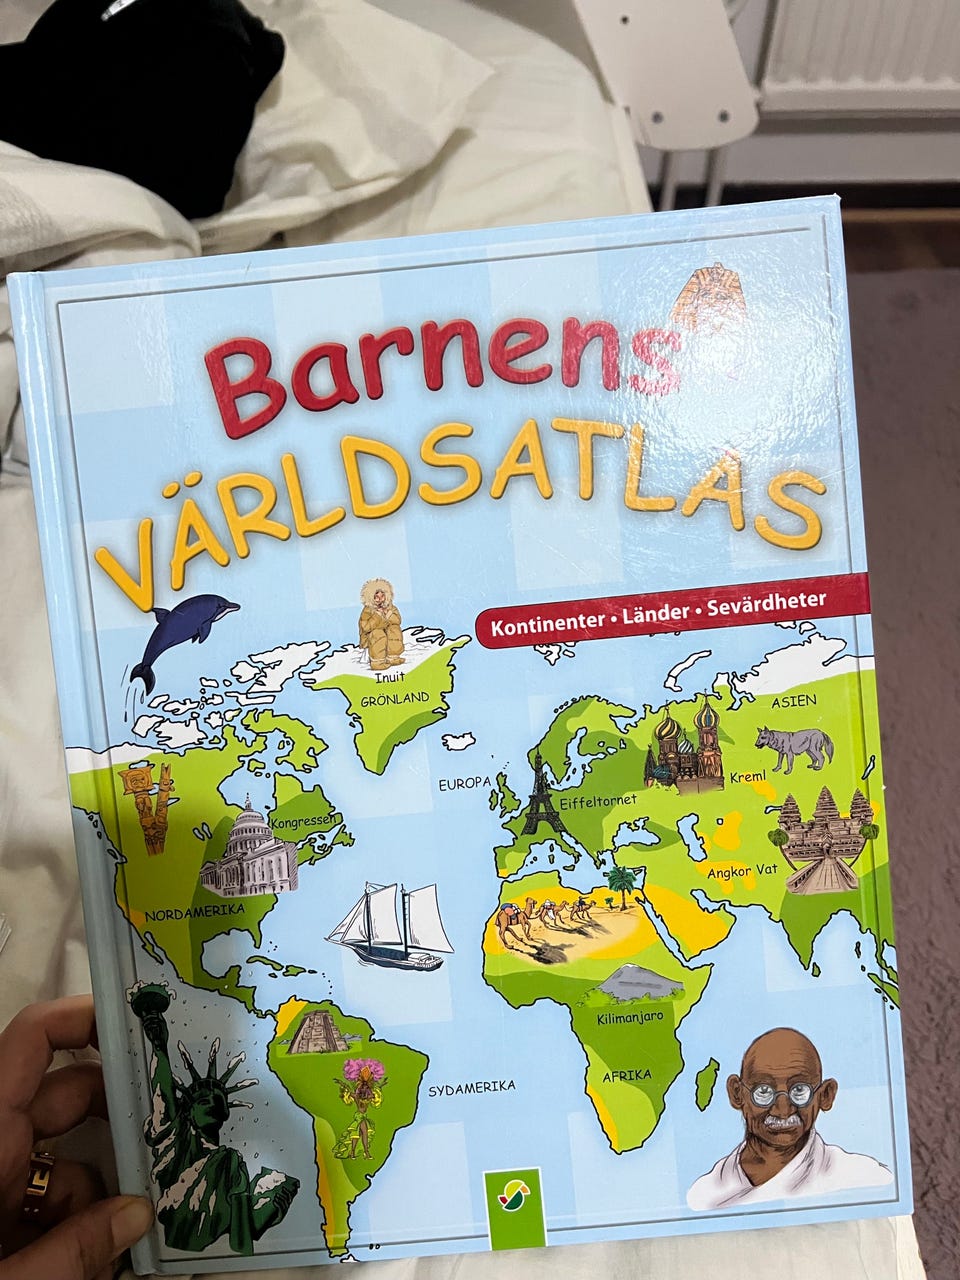 Barnens
VÄRLDSATLAS
Kontinenter • Länder • Sevärdheter
Inuit
GRÖNLAND
ASIEN
EUROPA
Kreml
Eiffeltornet
Kongressen
Angkor Vat
NORDAMERIKA
Kilimanjaro
AFRIKA
SYDAMERIKA